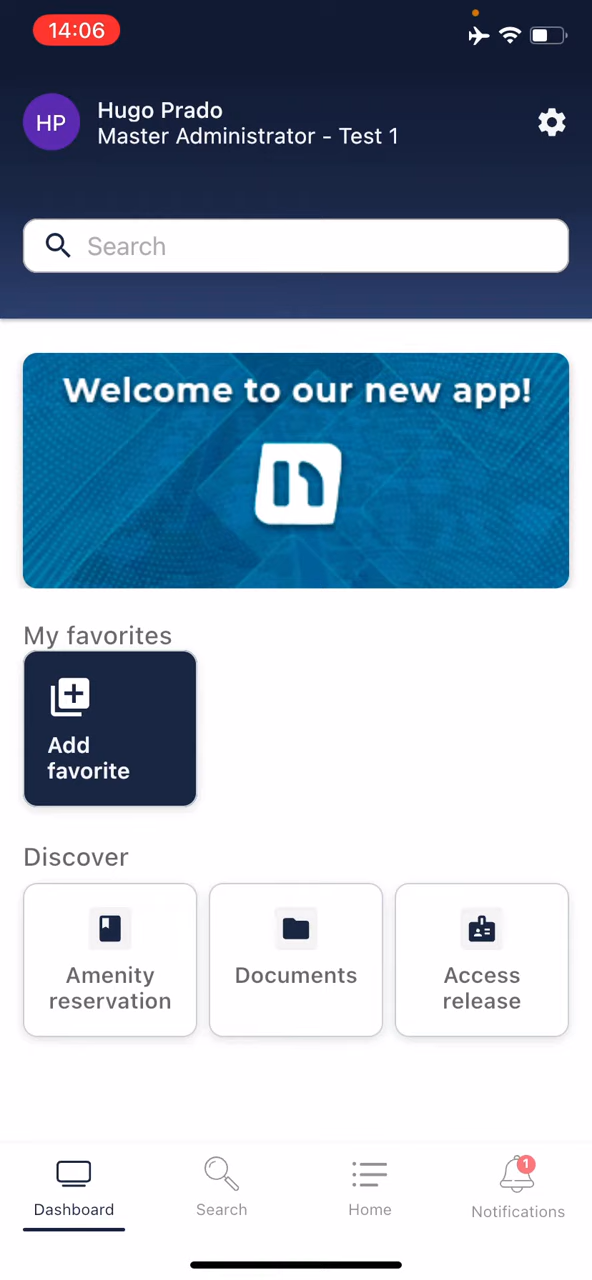 14:06
HP
Hugo Prado
Master Administrator - Test 1
Search
Welcome to our new app!
My favorites
Add
favorite
Discover
Amenity
reservation
Documents
Access
release
1
Dashboard
Search
Home
Notifications